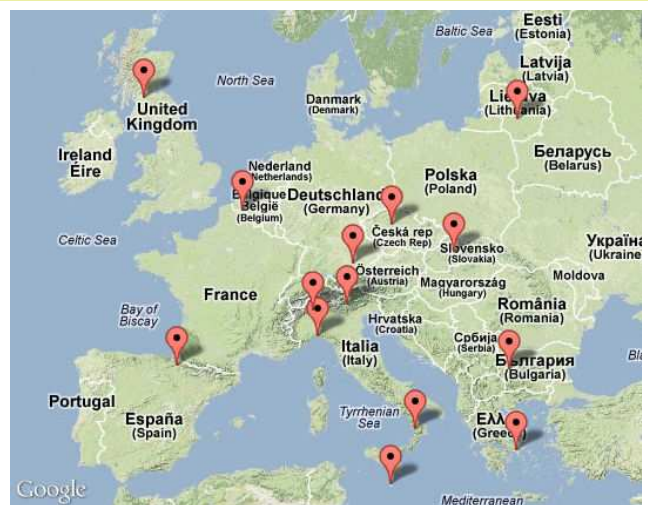 Eesti
(Estonia)
Baltic Sea
Latvija
(Latvia)
North Sea
Danmark
(Denmark)
(Lithuania)
United
Kingdom
Беларусь
(Belarus)
Ireland
Éire
Nederland
(Netherlands)
Polska
(Poland)
België
(Belgium)
Deutschland
(Germany)
Česká rep
(Czech Rep)
Celtic Sea
Slovensko
(Slovakia)
Україна
(Ukraine
Österreich
(Austria)
Magyarország
(Hungary)
Moldova
France
România
(Romania)
Bay of
Biscay
Hrvatska
(Croatia)
Србија
(Serbia)
Italia
(Italy)
България
(Bulgaria)
Bla
Portugal
España
(Spain)
Tyrrhenian
Sea
Google
Mediterranean